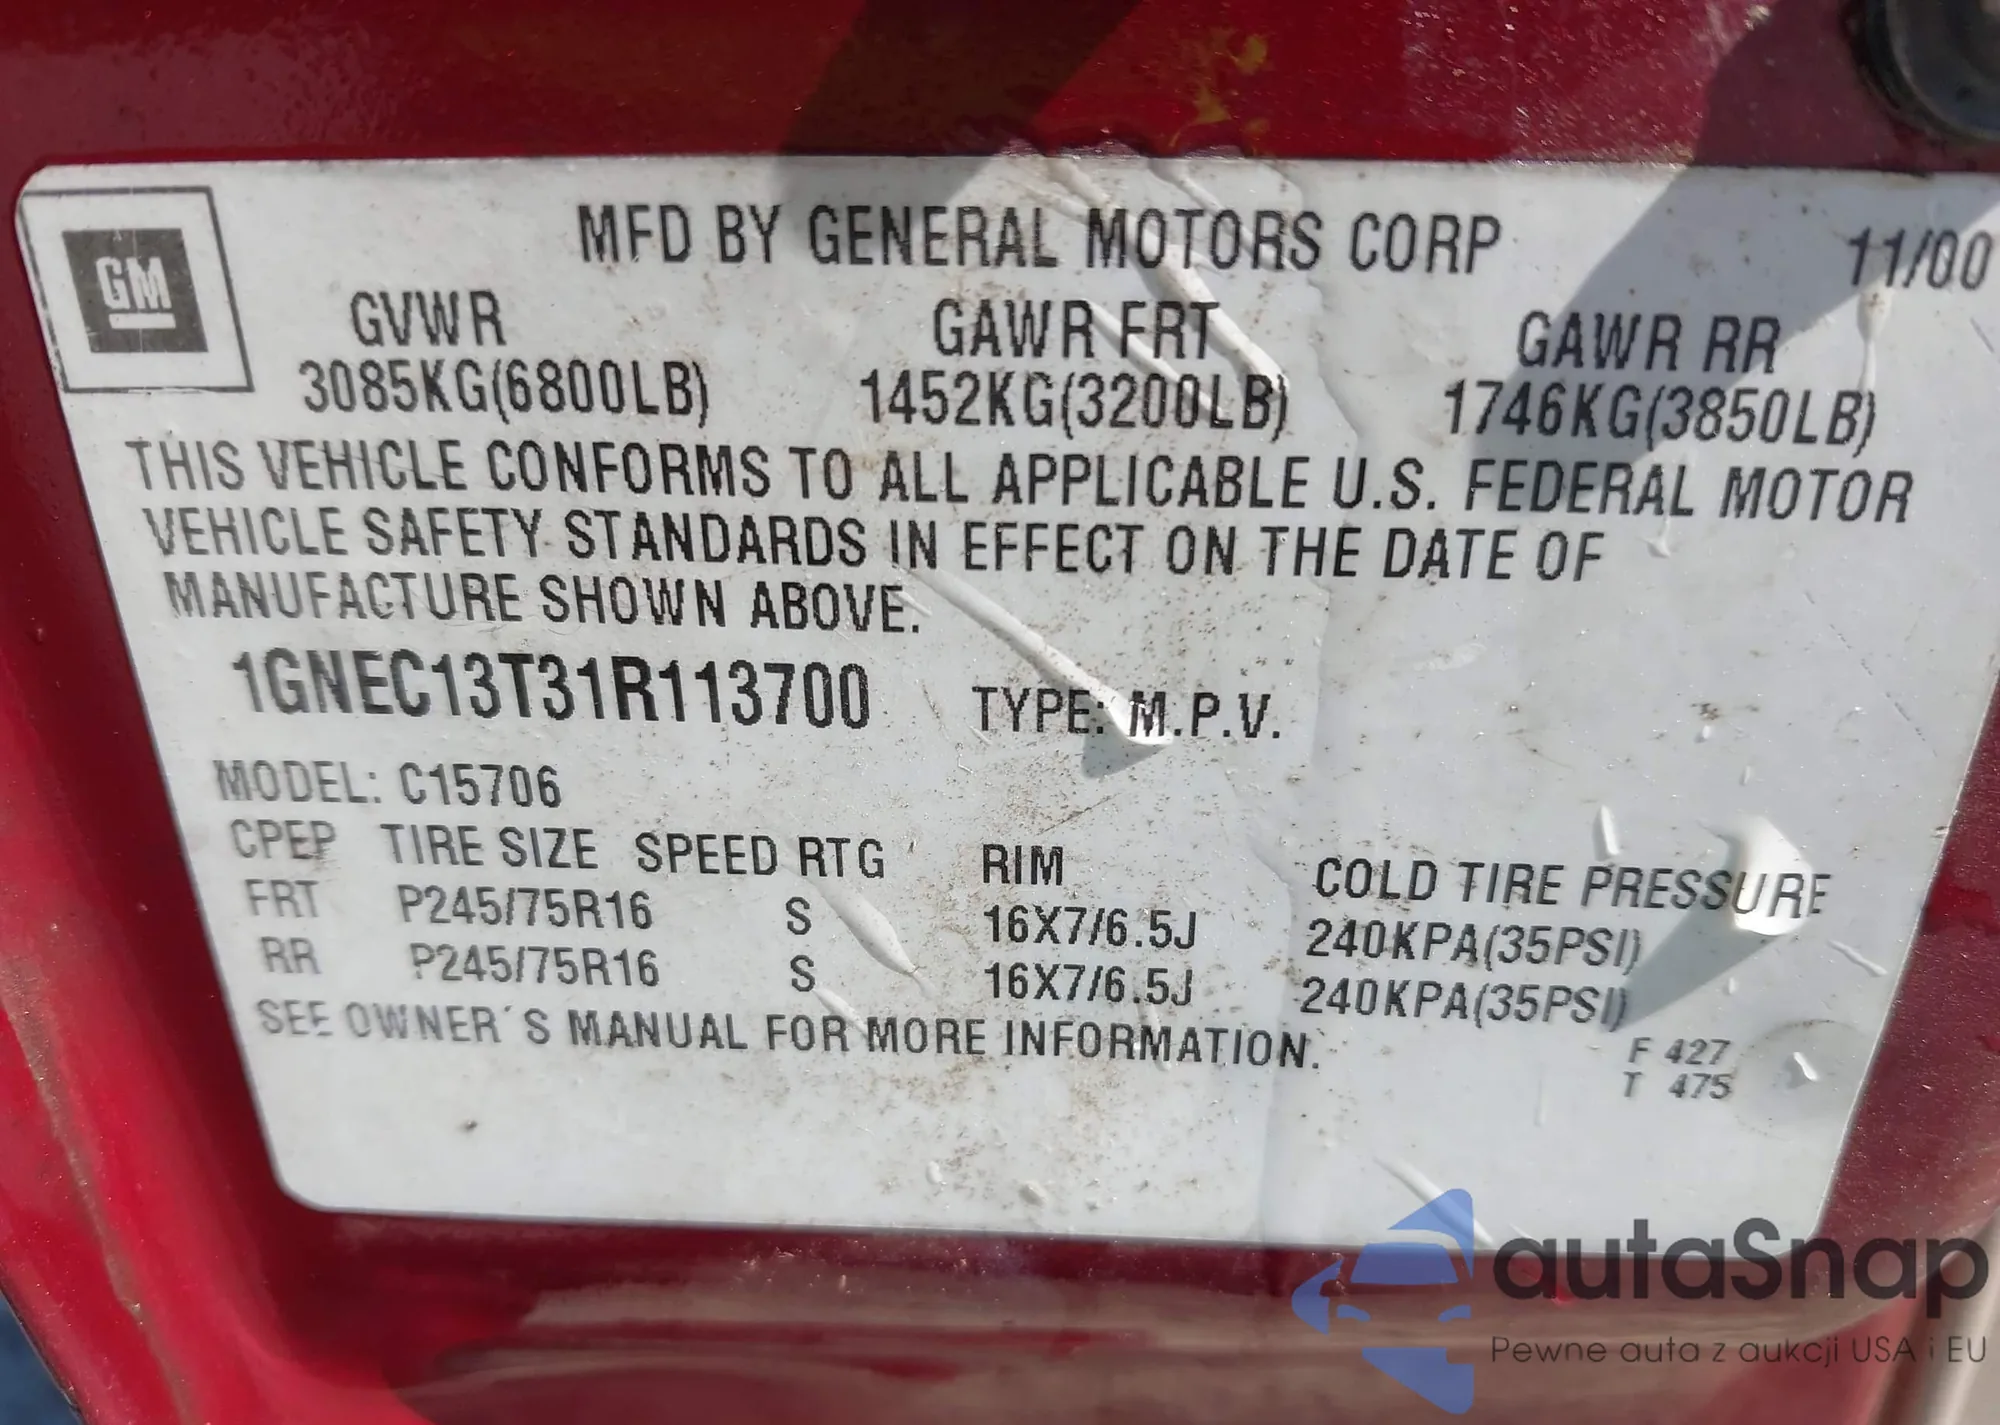 GM
MFD BY GENERAL MOTORS CORP 11/00
GVWR GAWR FRT GAWR RR
3085KG(6800LB) 1452KG(3200LB) 1746KG(3850LB)
THIS VEHICLE CONFORMS TO ALL APPLICABLE U.S. FEDERAL MOTOR
VEHICLE SAFETY STANDARDS IN EFFECT ON THE DATE OF
MANUFACTURE SHOWN ABOVE.
1GNEC13T31R113700 TYPE: M.P.V.
MODEL: C15706
CPEP TIRE SIZE SPEED RTG RIM COLD TIRE PRESSURE
FRT P245/75R16 S 16X7/6.5J 240KPA(35PSI)
RR P245/75R16 S 16X7/6.5J 240KPA(35PSI)
SEE OWNER'S MANUAL FOR MORE INFORMATION.
F 427
T 475
autaSnap
Pewne auta z aukcji USA i EU